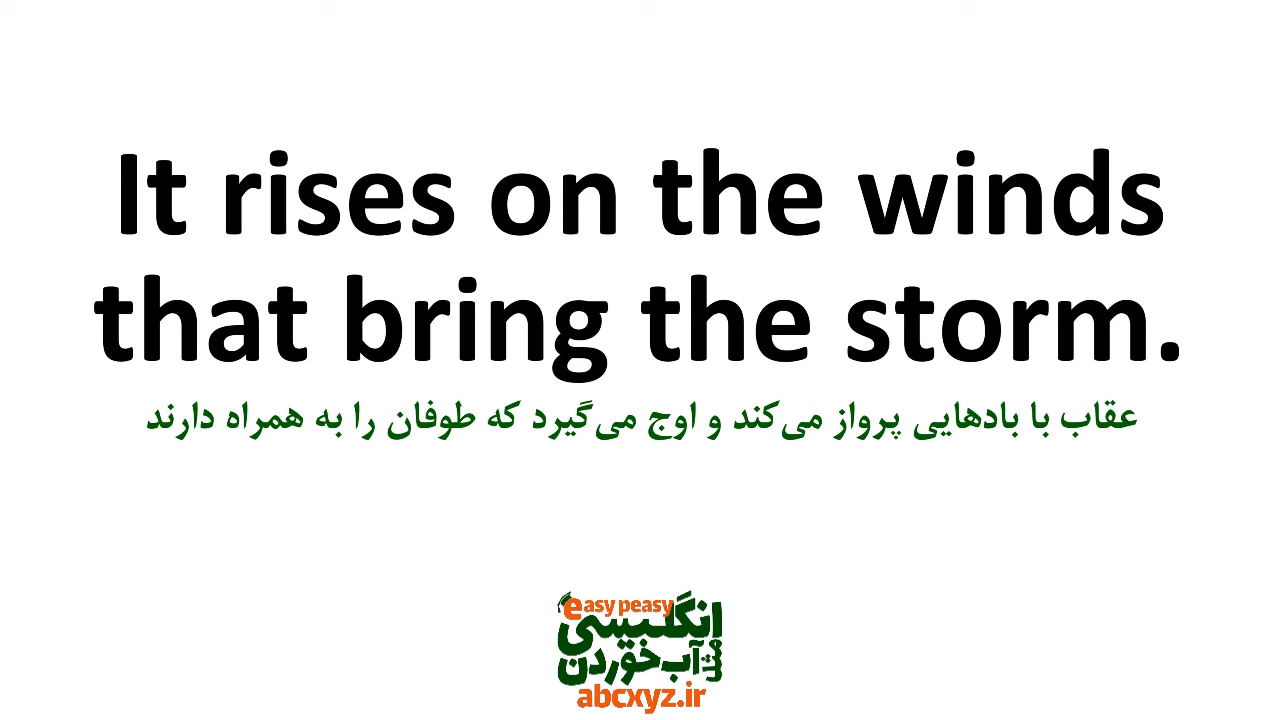 It rises on the winds
that bring the storm.
عقاب با بادهایی پرواز می‌کند و اوج می‌گیرد که طوفان را به همراه دارند
easy peasy
انگلیسی
مثل آب خوردن
abcxyz.ir